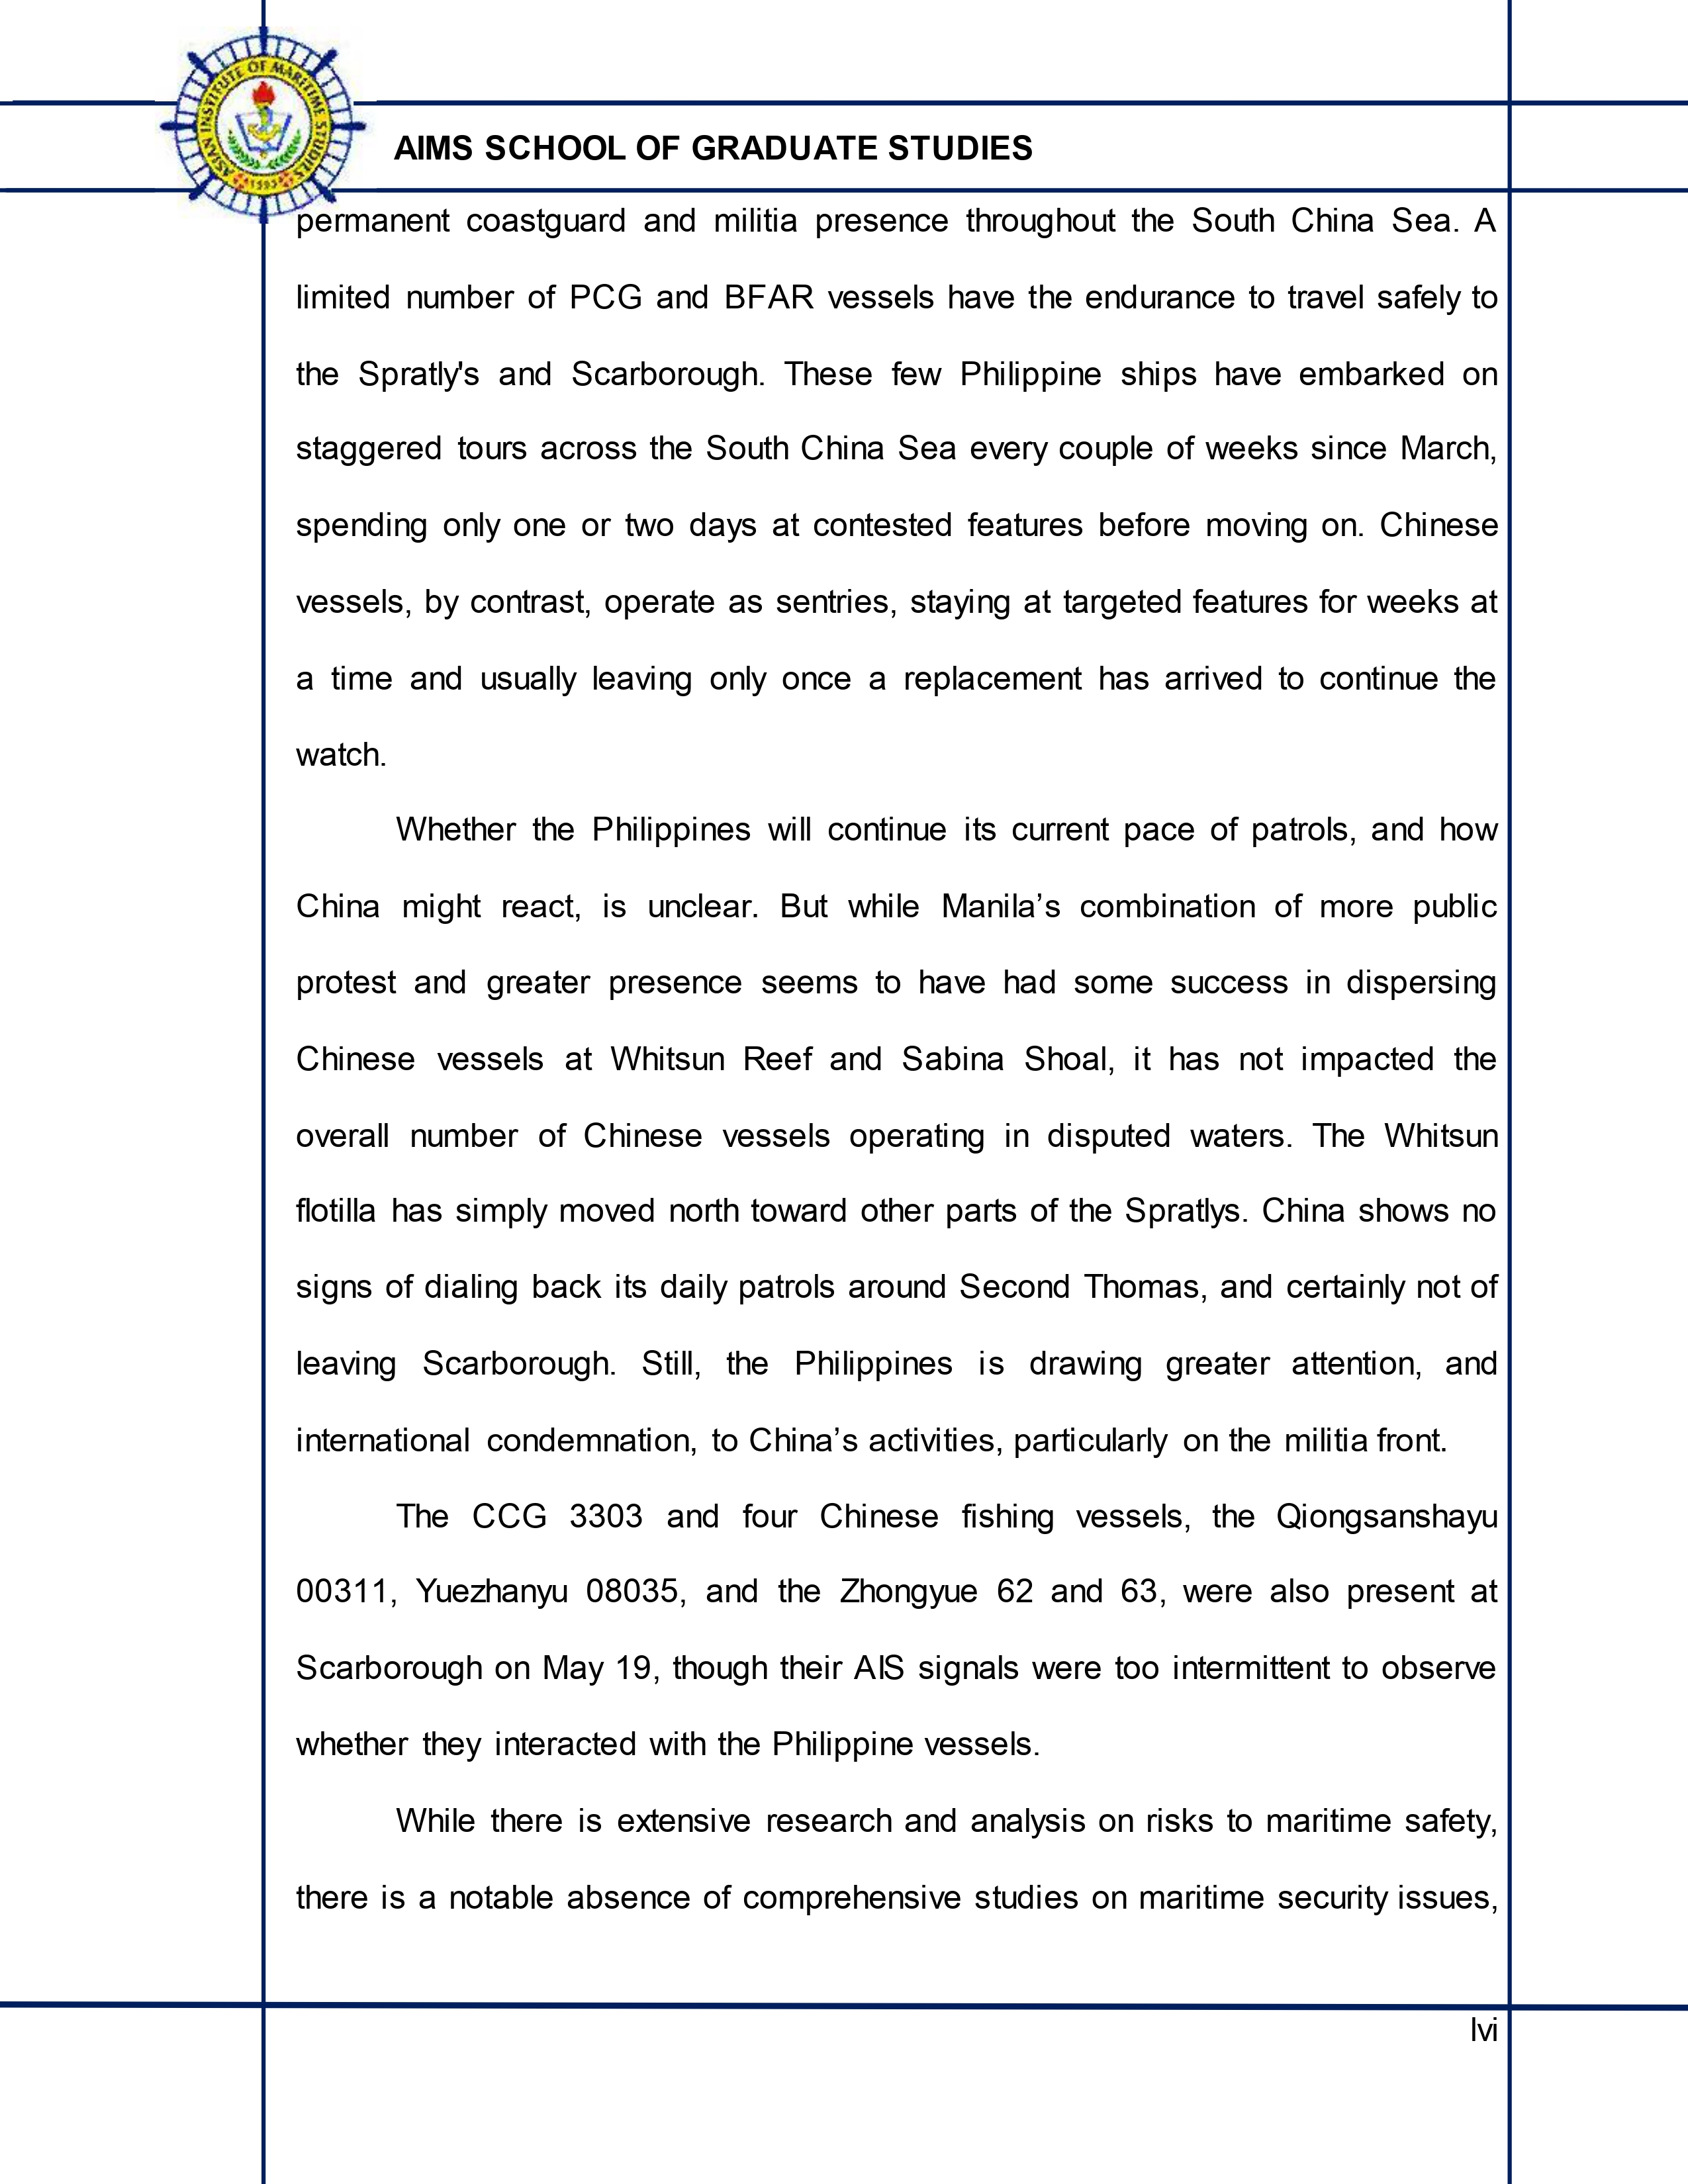 ASIAN INSTITUTE OF MARITIME STUDIES
1993
AIMS SCHOOL OF GRADUATE STUDIES
permanent coastguard and militia presence throughout the South China Sea. A
limited number of PCG and BFAR vessels have the endurance to travel safely to
the Spratly's and Scarborough. These few Philippine ships have embarked on
staggered tours across the South China Sea every couple of weeks since March,
spending only one or two days at contested features before moving on. Chinese
vessels, by contrast, operate as sentries, staying at targeted features for weeks at
a time and usually leaving only once a replacement has arrived to continue the
watch.
Whether the Philippines will continue its current pace of patrols, and how
China might react, is unclear. But while Manila’s combination of more public
protest and greater presence seems to have had some success in dispersing
Chinese vessels at Whitsun Reef and Sabina Shoal, it has not impacted the
overall number of Chinese vessels operating in disputed waters. The Whitsun
flotilla has simply moved north toward other parts of the Spratlys. China shows no
signs of dialing back its daily patrols around Second Thomas, and certainly not of
leaving Scarborough. Still, the Philippines is drawing greater attention, and
international condemnation, to China’s activities, particularly on the militia front.
The CCG 3303 and four Chinese fishing vessels, the Qiongsanshayu
00311, Yuezhanyu 08035, and the Zhongyue 62 and 63, were also present at
Scarborough on May 19, though their AIS signals were too intermittent to observe
whether they interacted with the Philippine vessels.
While there is extensive research and analysis on risks to maritime safety,
there is a notable absence of comprehensive studies on maritime security issues,
lvi